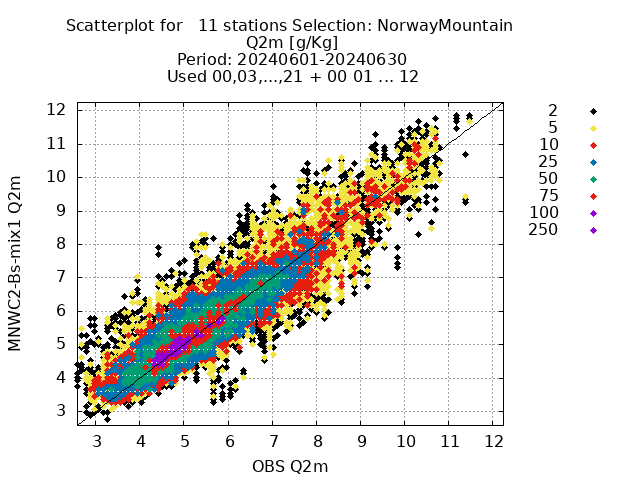 Scatterplot for   11 stations Selection: NorwayMountain
Q2m [g/Kg]
Period: 20240601-20240630
Used 00,03,...,21 + 00 01 ... 12
12
11
10
9
8
7
6
5
4
3
MNWC2-Bs-mix1 Q2m
3 4 5 6 7 8 9 10 11 12
OBS Q2m
2
5
10
25
50
75
100
250